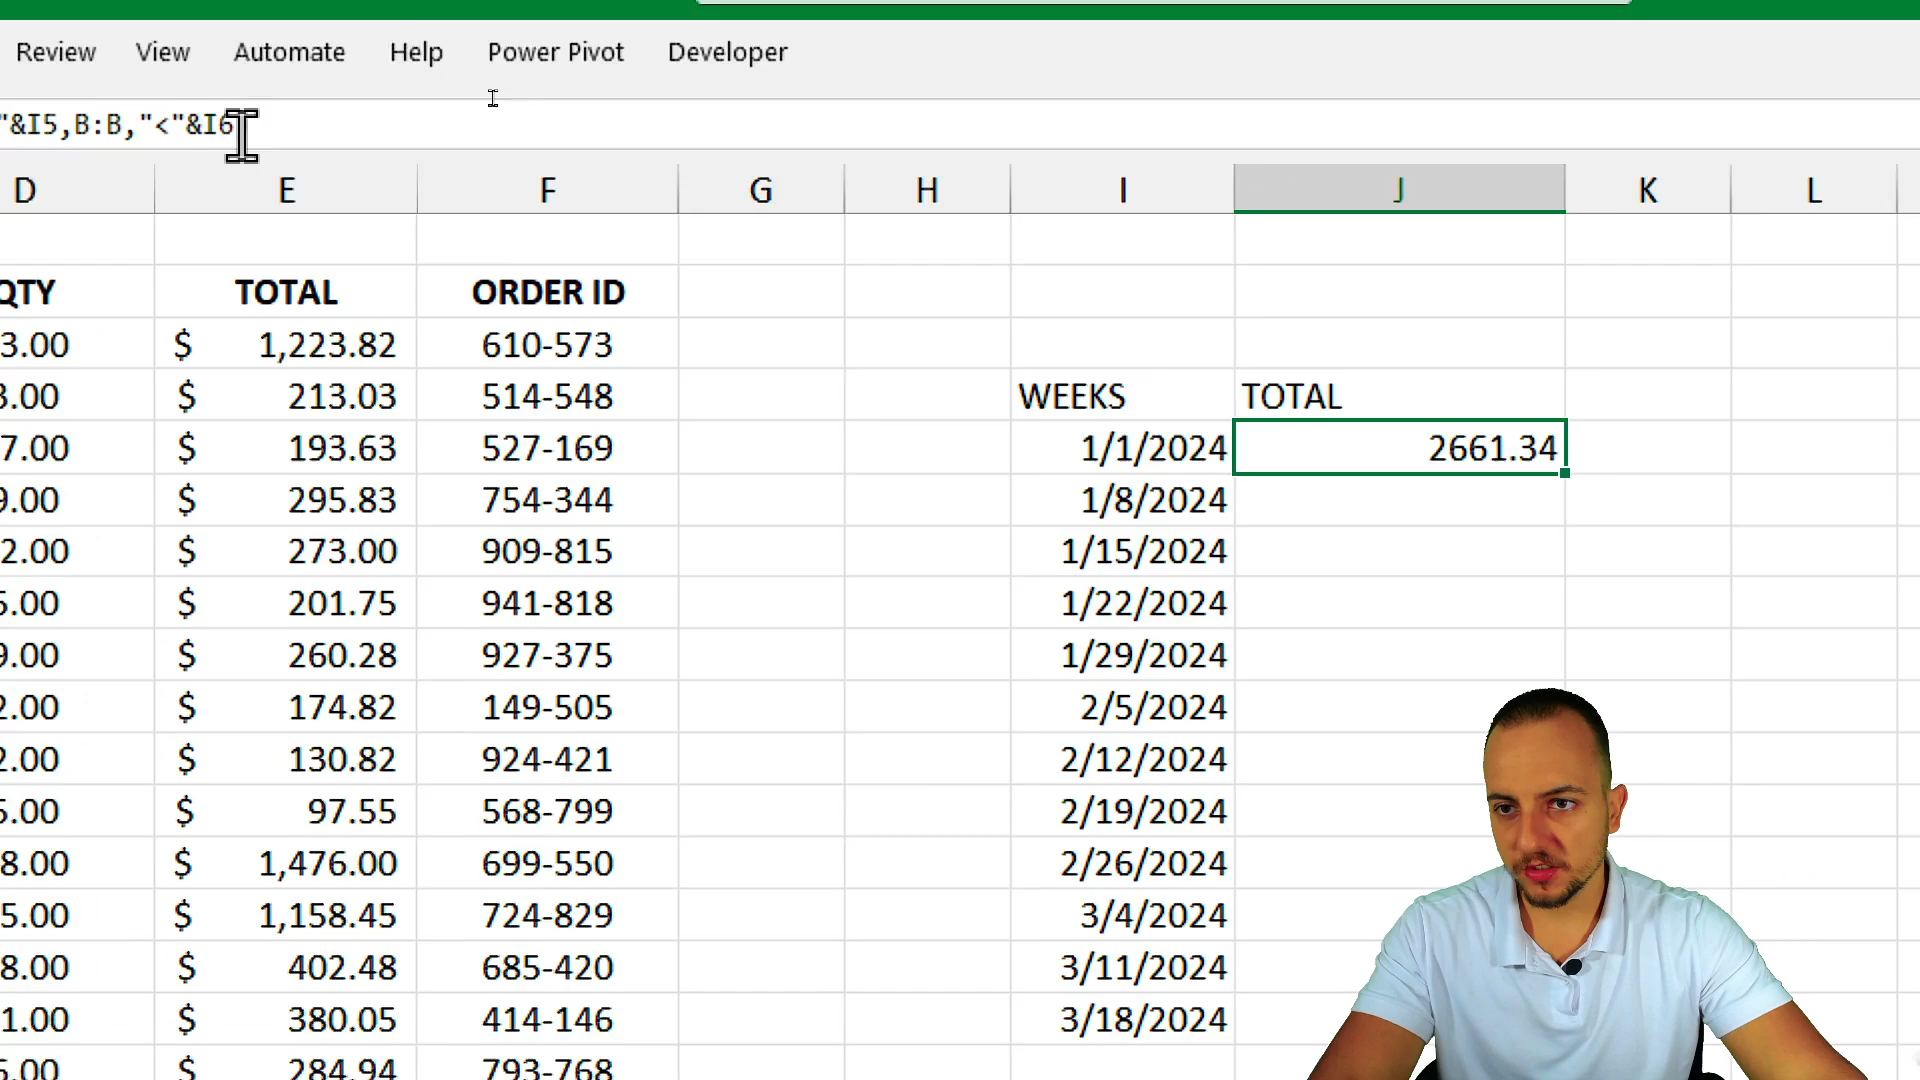 Review View Automate Help Power Pivot Developer
"&I5,B:B,"<"&I6
D E F G H I J K L
QTY TOTAL ORDER ID
3.00 $ 1,223.82 610-573
3.00 $ 213.03 514-548 WEEKS TOTAL
7.00 $ 193.63 527-169 1/1/2024 2661.34
9.00 $ 295.83 754-344 1/8/2024
2.00 $ 273.00 909-815 1/15/2024
5.00 $ 201.75 941-818 1/22/2024
9.00 $ 260.28 927-375 1/29/2024
2.00 $ 174.82 149-505 2/5/2024
2.00 $ 130.82 924-421 2/12/2024
5.00 $ 97.55 568-799 2/19/2024
8.00 $ 1,476.00 699-550 2/26/2024
5.00 $ 1,158.45 724-829 3/4/2024
8.00 $ 402.48 685-420 3/11/2024
1.00 $ 380.05 414-146 3/18/2024
$ 284.94 793-768